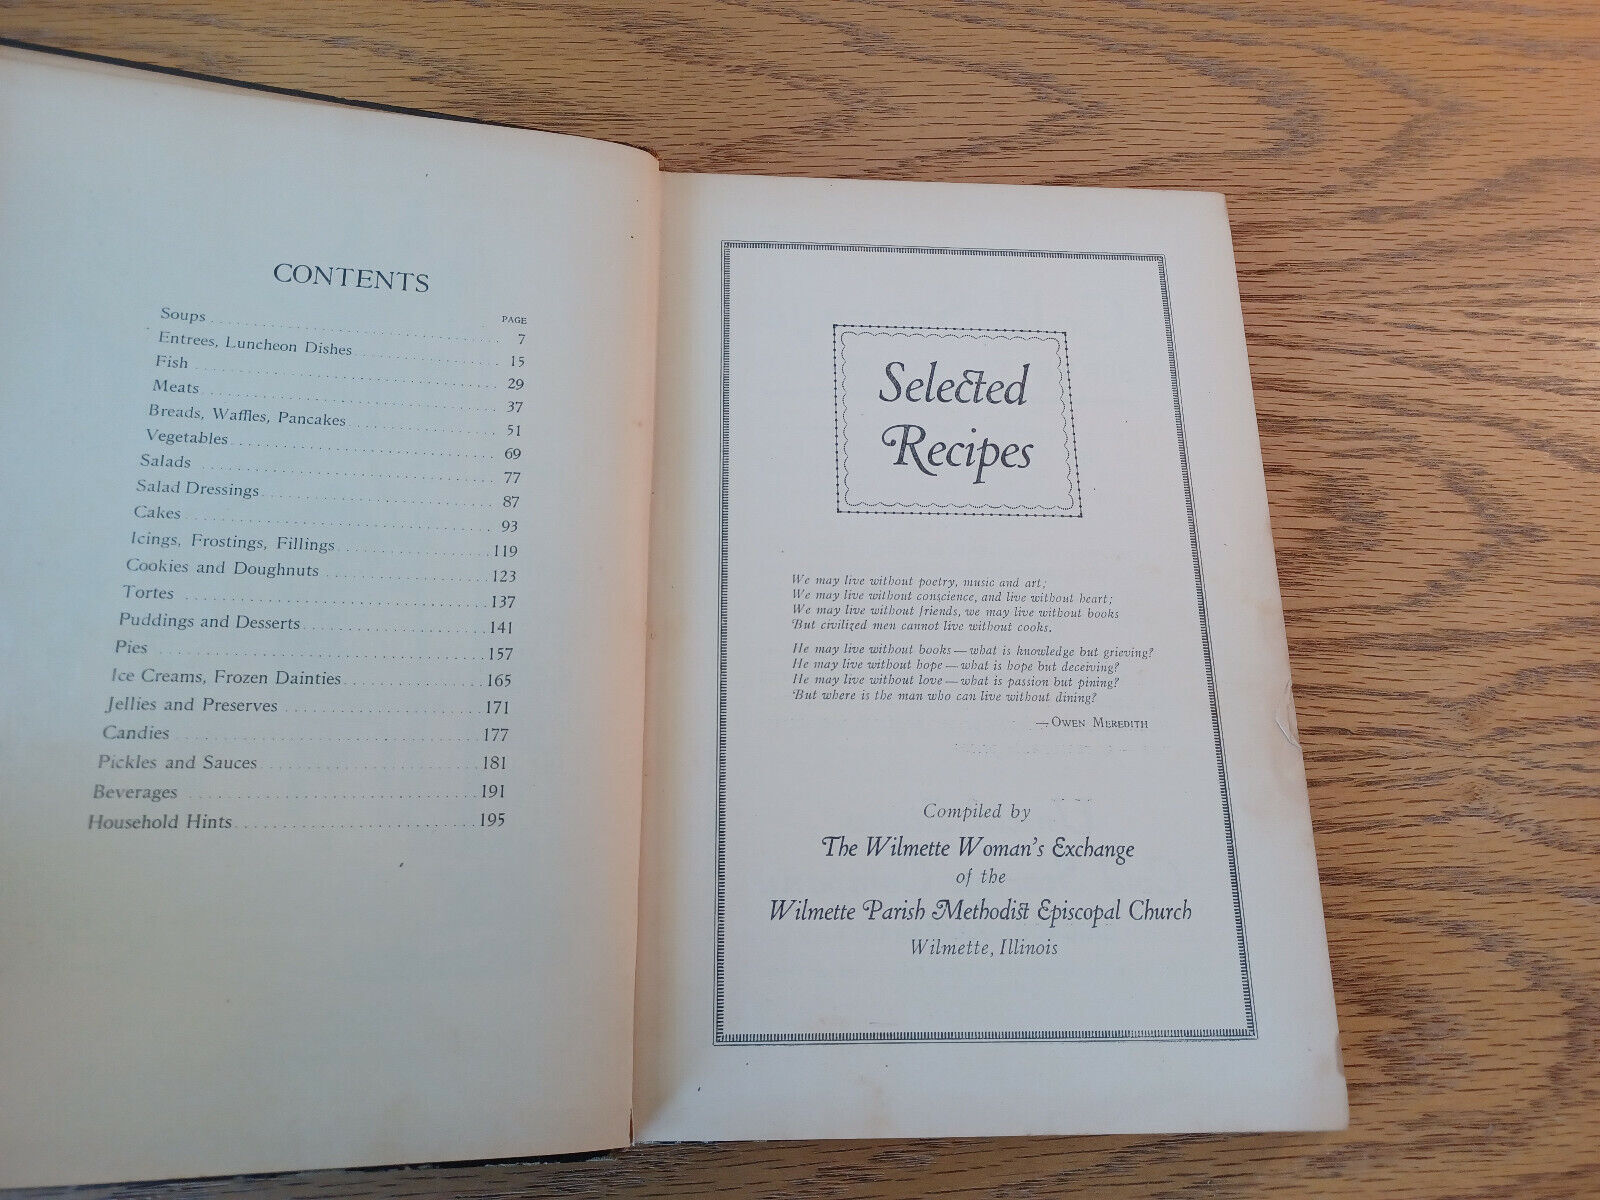 CONTENTS
PAGE
Soups 7
Entrees, Luncheon Dishes 15
Fish 29
Meats 37
Breads, Waffles, Pancakes 51
Vegetables 69
Salads 77
Salad Dressings 87
Cakes 93
Icings, Frostings, Fillings 119
Cookies and Doughnuts 123
Tortes 137
Puddings and Desserts 141
Pies 157
Ice Creams, Frozen Dainties 165
Jellies and Preserves 171
Candies 177
Pickles and Sauces 181
Beverages 191
Household Hints 195
Selected
Recipes
We may live without poetry, music and art;
We may live without conscience, and live without heart;
We may live without friends, we may live without books
But civilized men cannot live without cooks.
He may live without books—what is knowledge but grieving?
He may live without hope—what is hope but deceiving?
He may live without love—what is passion but pining?
But where is the man who can live without dining?
—OWEN MEREDITH
Compiled by
The Wilmette Woman's Exchange
of the
Wilmette Parish Methodist Episcopal Church
Wilmette, Illinois